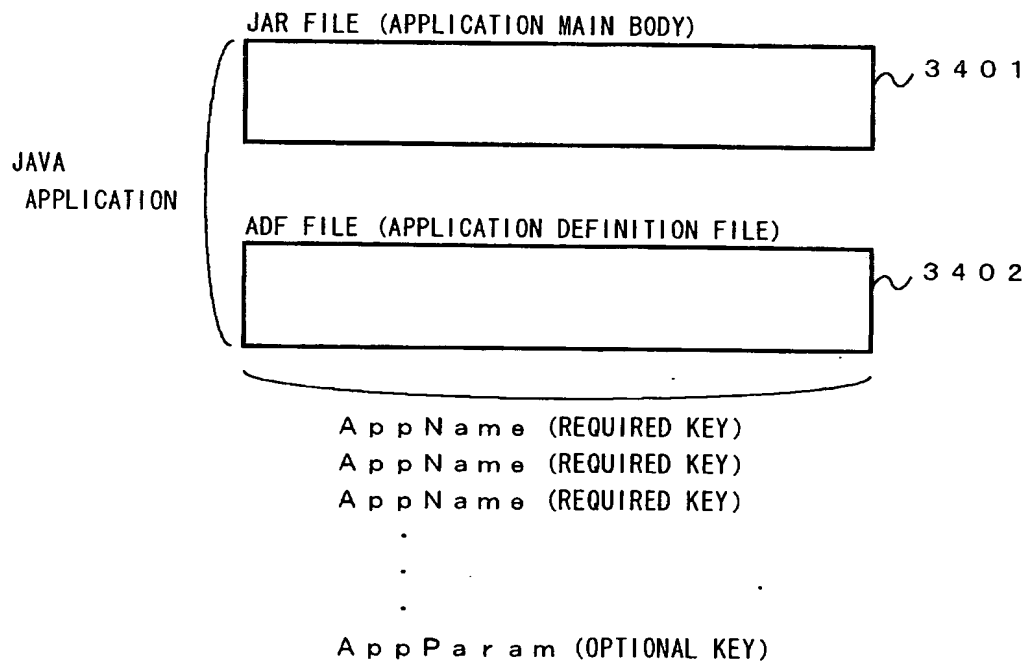 JAR FILE (APPLICATION MAIN BODY)
3401
JAVA
APPLICATION
ADF FILE (APPLICATION DEFINITION FILE)
3402
AppName (REQUIRED KEY)
AppName (REQUIRED KEY)
AppName (REQUIRED KEY)
.
.
.
AppParam (OPTIONAL KEY)